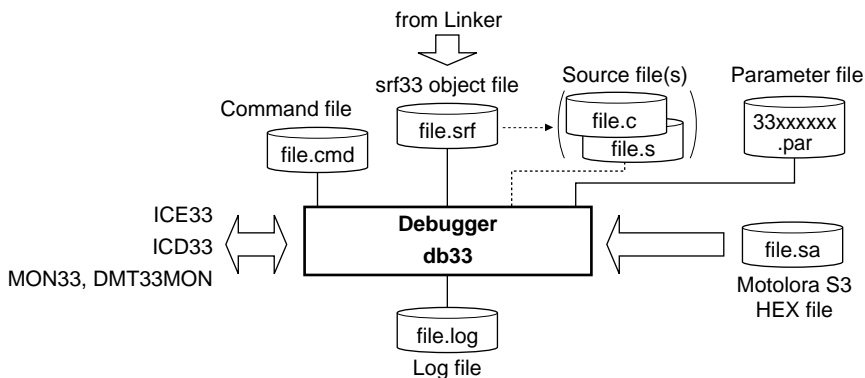 from Linker
srf33 object file
Source file(s)
Parameter file
Command file
file.srf
file.c
file.s
33xxxxxx
.par
file.cmd
ICE33
ICD33
MON33, DMT33MON
Debugger
db33
file.sa
Motolora S3
HEX file
file.log
Log file